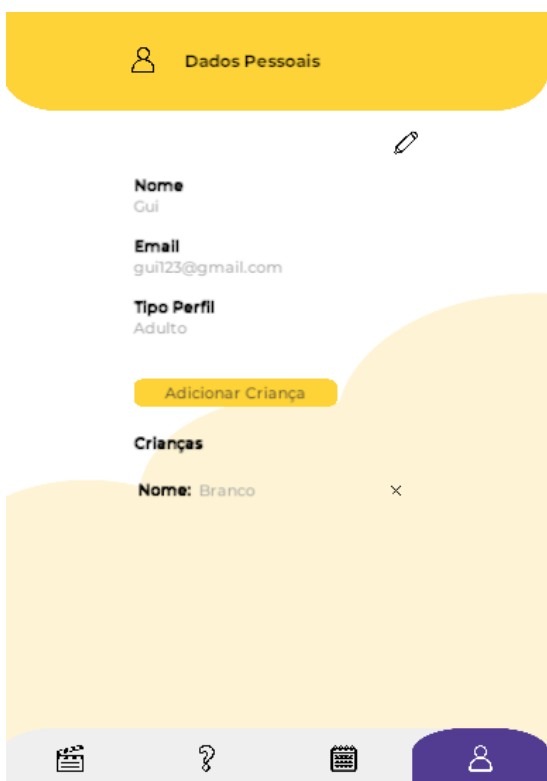 Dados Pessoais
Nome
Gui
Email
gui123@gmail.com
Tipo Perfil
Adulto
Adicionar Criança
Crianças
Nome: Branco